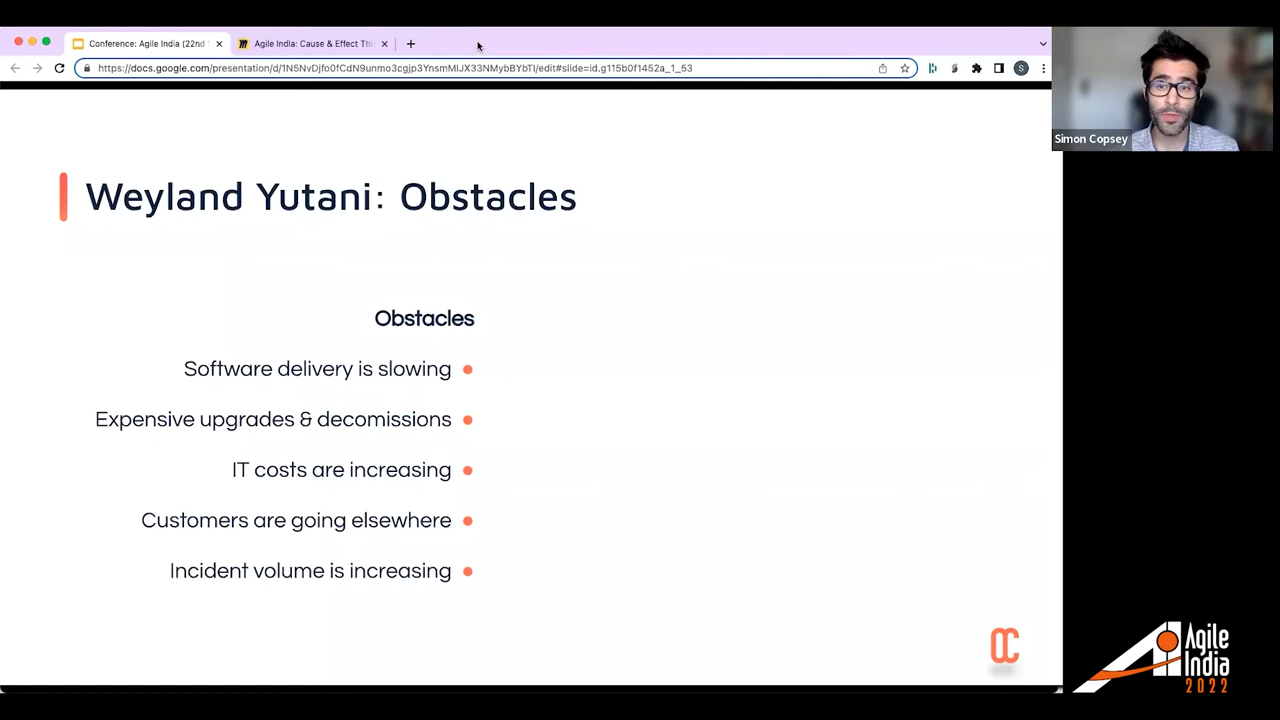 Conference: Agile India (22nd
Agile India: Cause & Effect Thi
https://docs.google.com/presentation/d/1N5NvDjfo0fCdN9unmo3cgjp3YnsmMlJX33NMybBYbTI/edit#slide=id.g115b0f1452a_1_53
S
Simon Copsey
Weyland Yutani: Obstacles
Obstacles
Software delivery is slowing
Expensive upgrades & decomissions
IT costs are increasing
Customers are going elsewhere
Incident volume is increasing
OC
Agile
India
2022